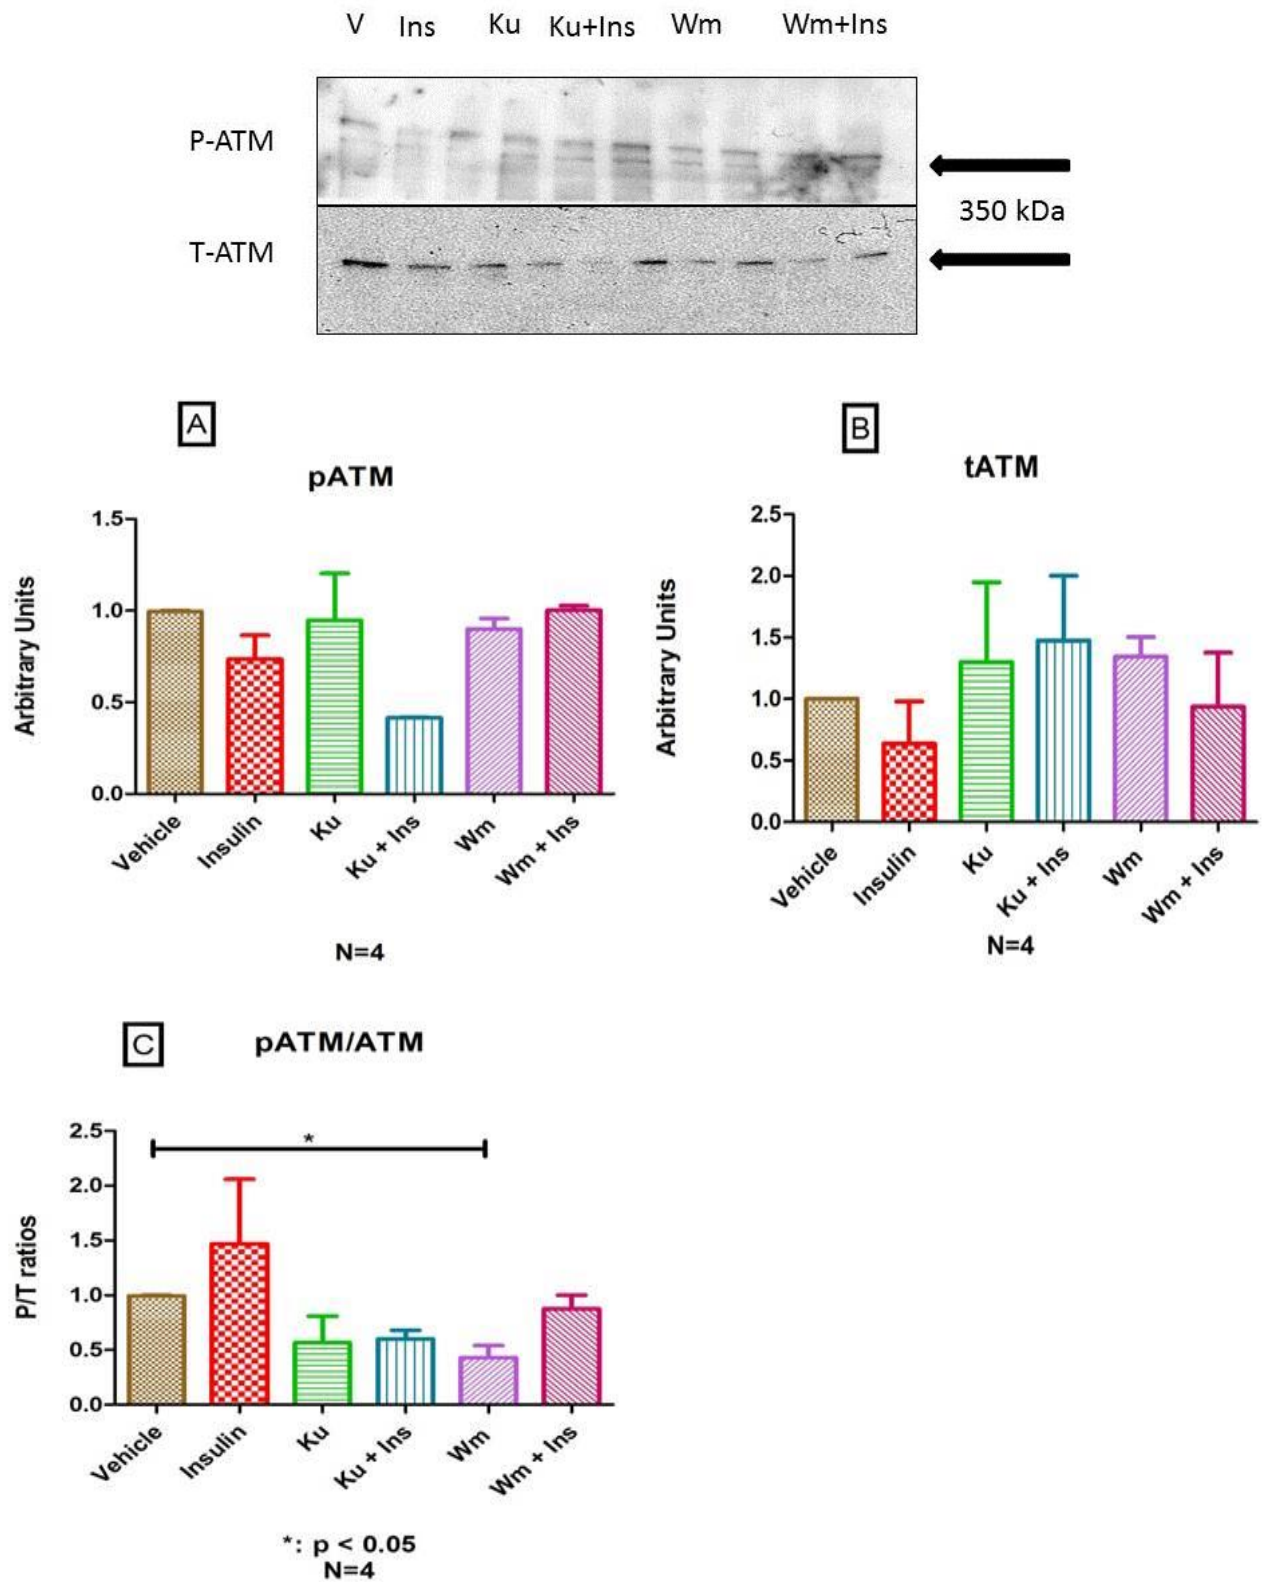 V Ins Ku Ku+Ins Wm Wm+Ins
P-ATM
350 kDa
T-ATM
A
pATM
Arbitrary Units
1.5
1.0
0.5
0.0
Vehicle
Insulin
Ku
Ku + Ins
Wm
Wm + Ins
N=4
B
tATM
Arbitrary Units
2.5
2.0
1.5
1.0
0.5
0.0
Vehicle
Insulin
Ku
Ku + Ins
Wm
Wm + Ins
N=4
C
pATM/ATM
P/T ratios
2.5
2.0
1.5
1.0
0.5
0.0
*
Vehicle
Insulin
Ku
Ku + Ins
Wm
Wm + Ins
*: p < 0.05
N=4